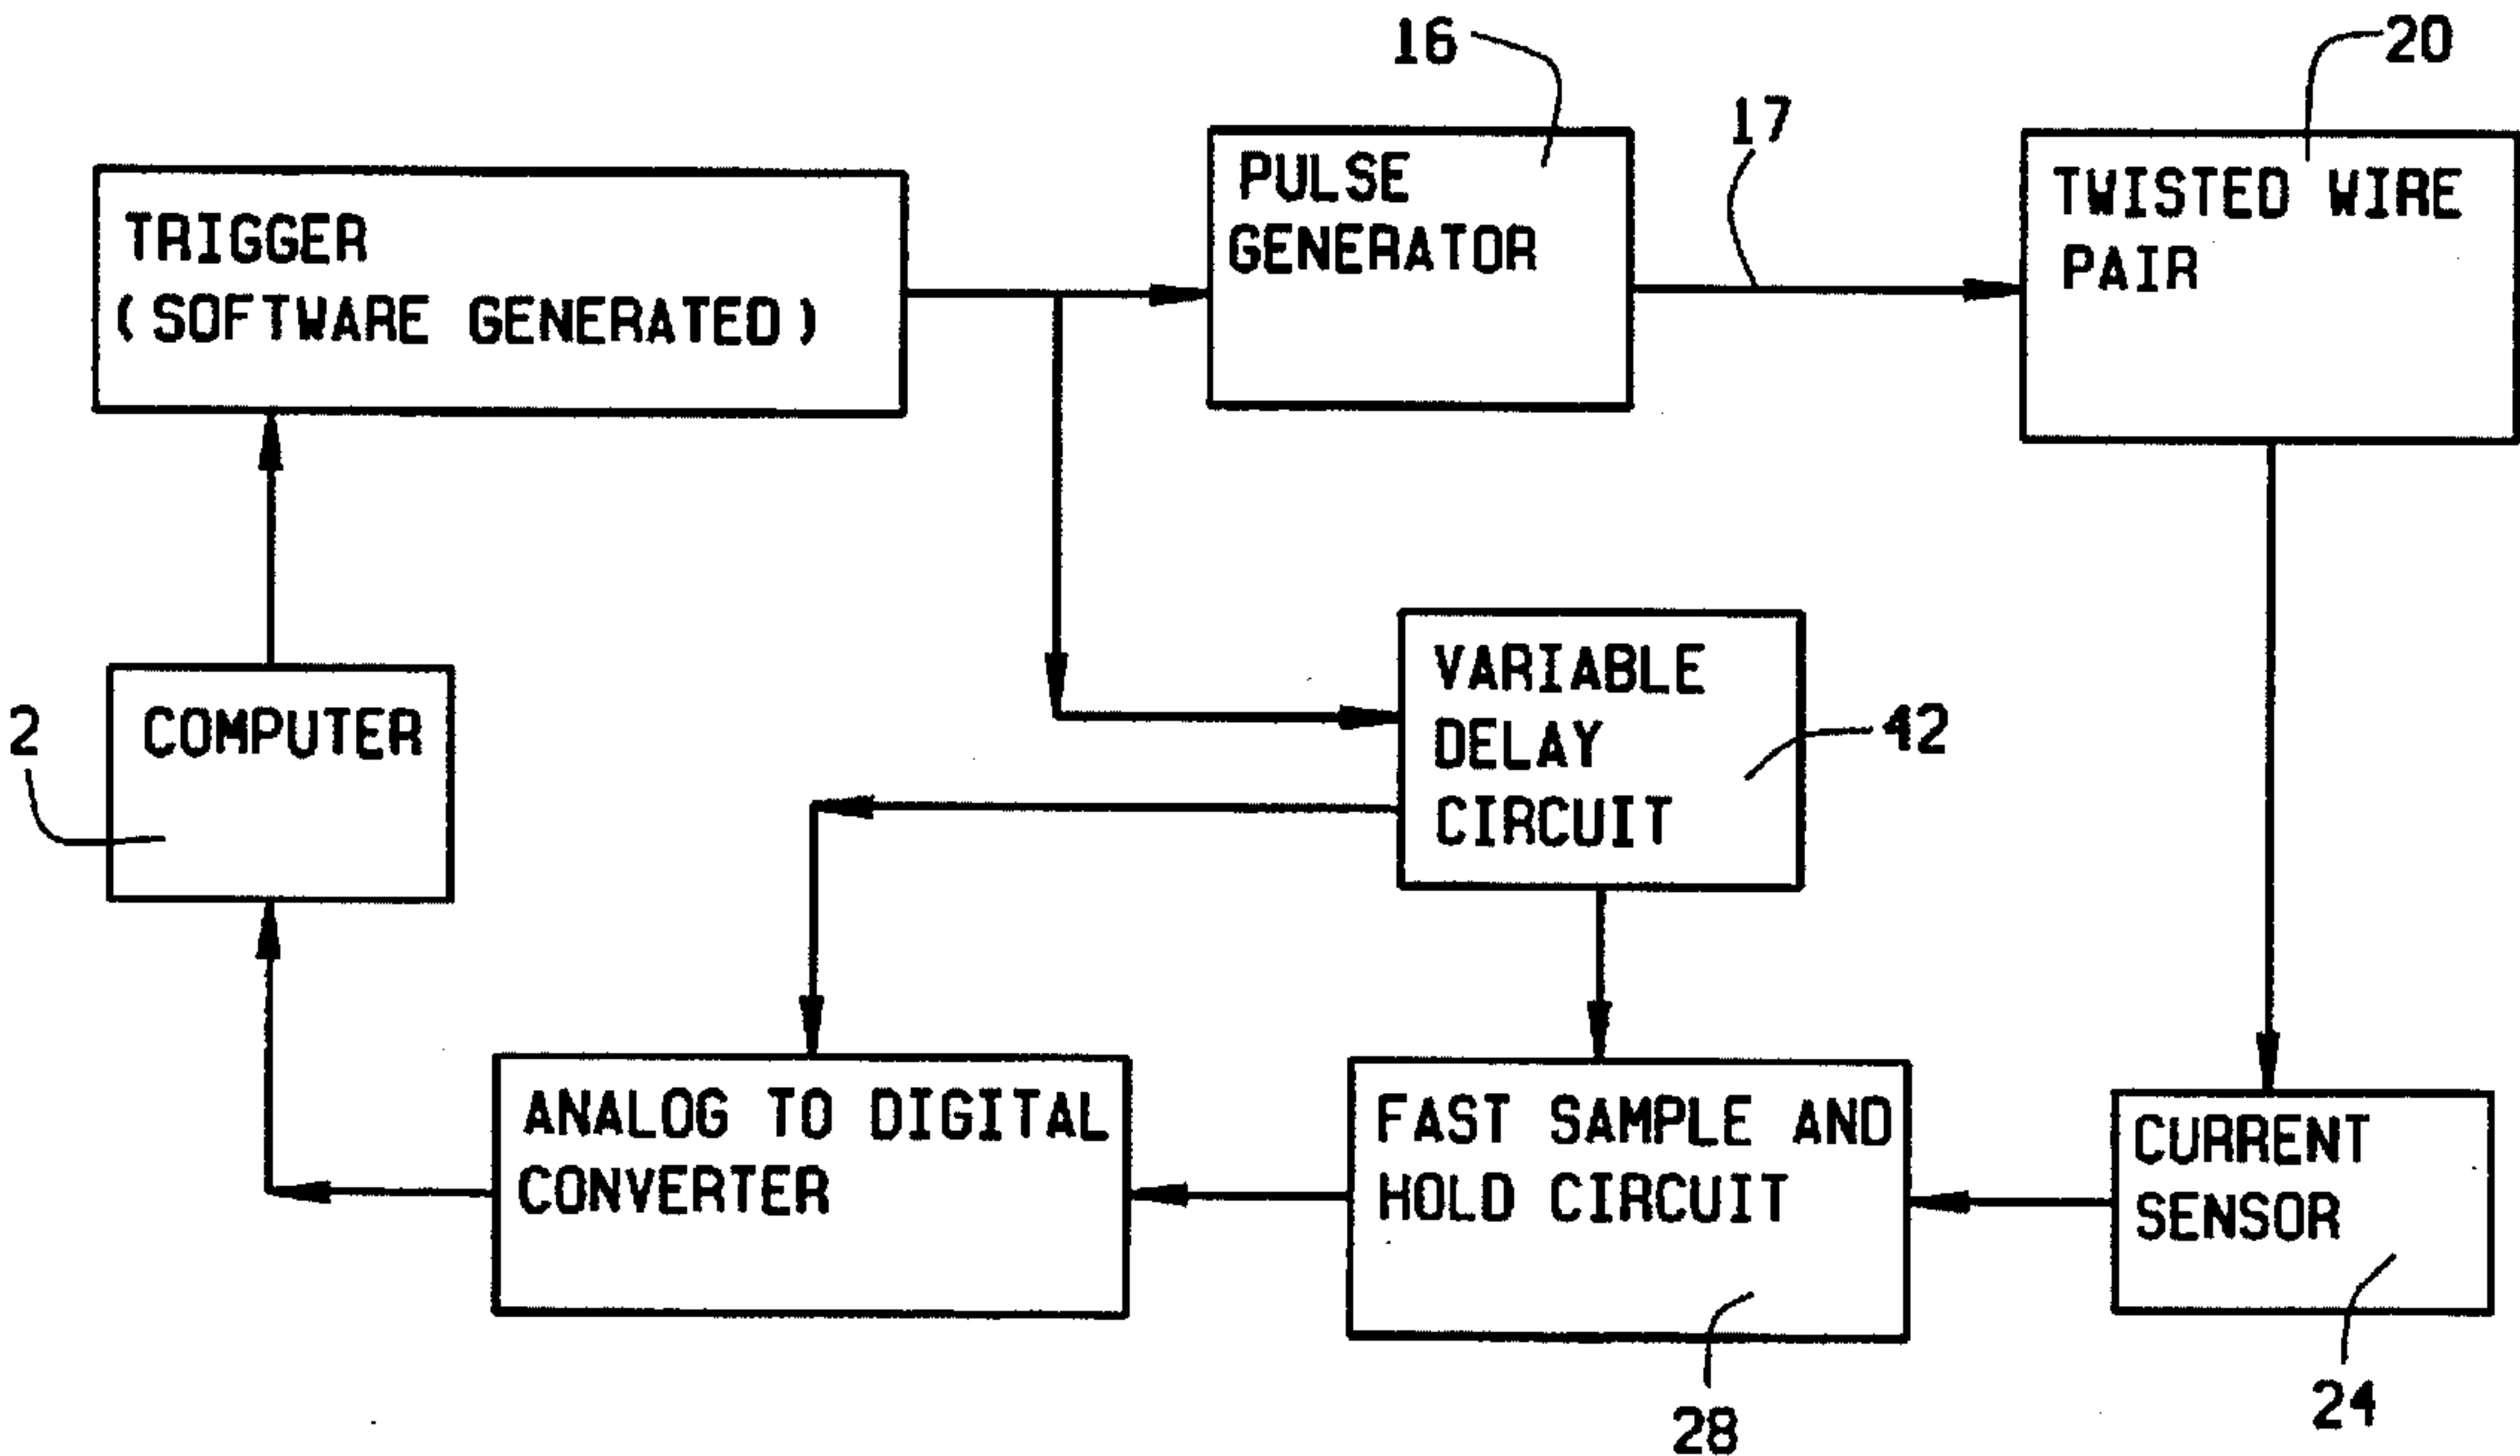 16
20
17
PULSE
GENERATOR
TWISTED WIRE
PAIR
TRIGGER
(SOFTWARE GENERATED)
VARIABLE
DELAY
CIRCUIT
42
2
COMPUTER
ANALOG TO DIGITAL
CONVERTER
FAST SAMPLE AND
HOLD CIRCUIT
CURRENT
SENSOR
28
24